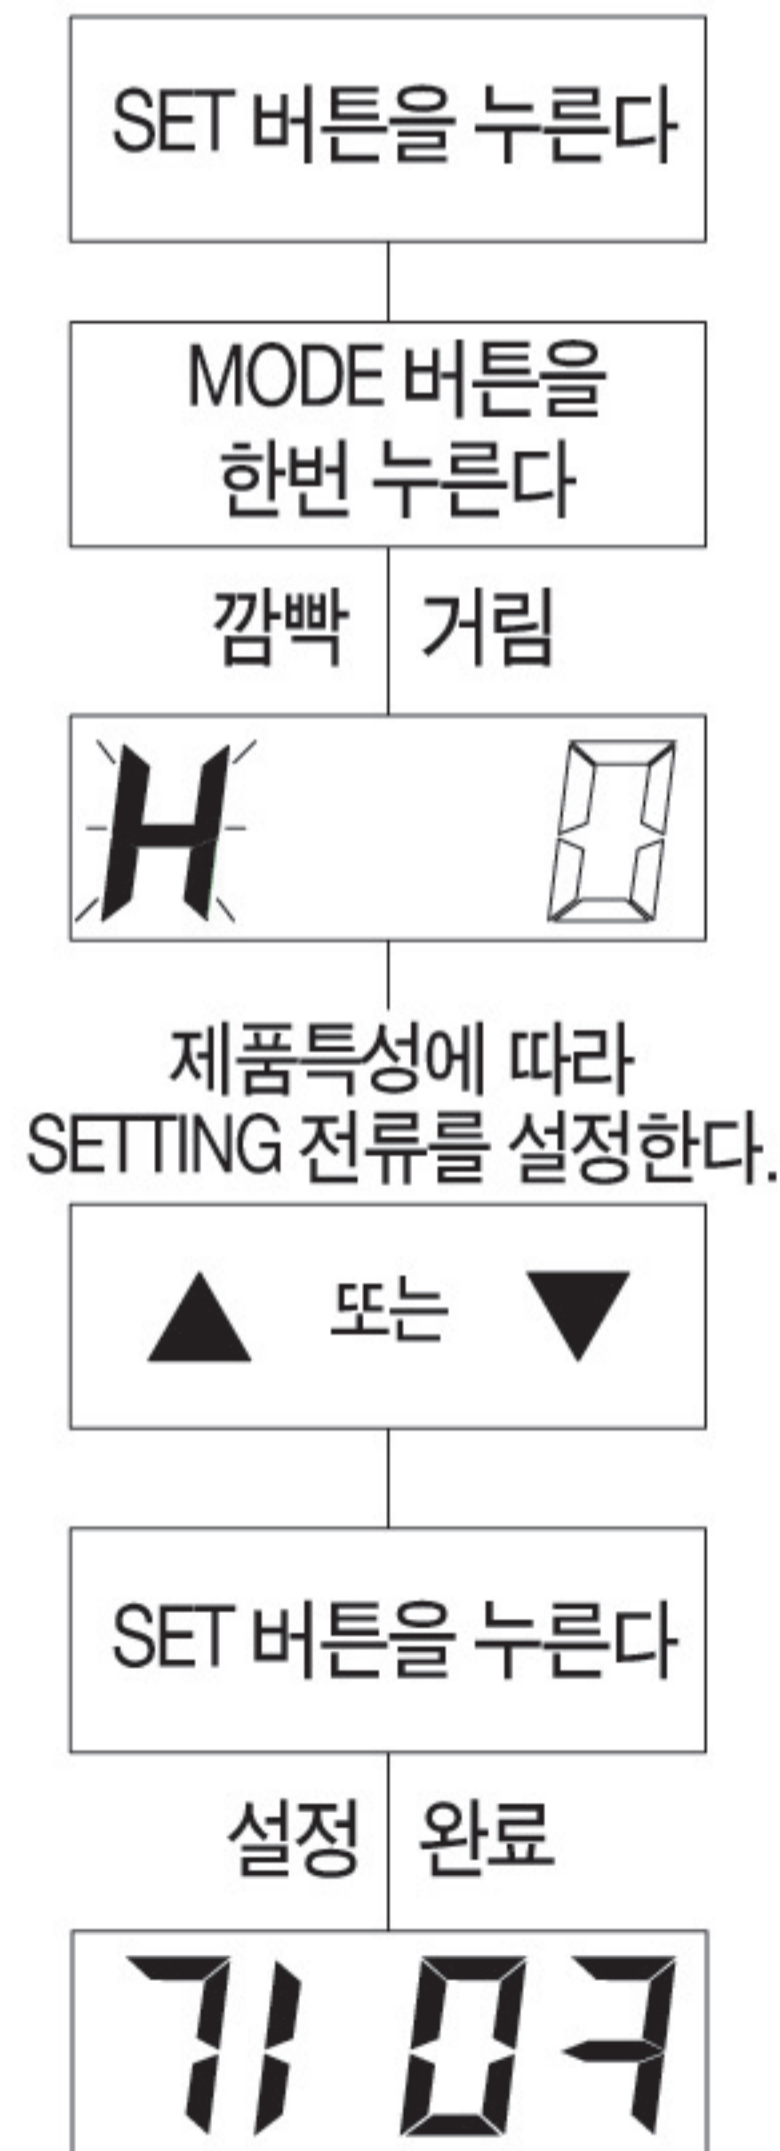 SET 버튼을 누른다
MODE 버튼을
한번 누른다
깜빡 거림
H 0
제품특성에 따라
SETTING 전류를 설정한다.
▲ 또는 ▼
SET 버튼을 누른다
설정 완료
기 0ㅋ